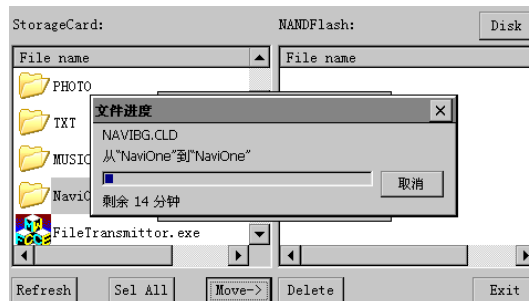 StorageCard:
NANDFlash:
Disk
File name
File name
PHOTO
TXT
MUSIC
文件进度
NAVIBG.CLD
从“NaviOne”到“NaviOne”
取消
剩余 14 分钟
FileTransmittor.exe
Refresh
Sel All
Move->
Delete
Exit